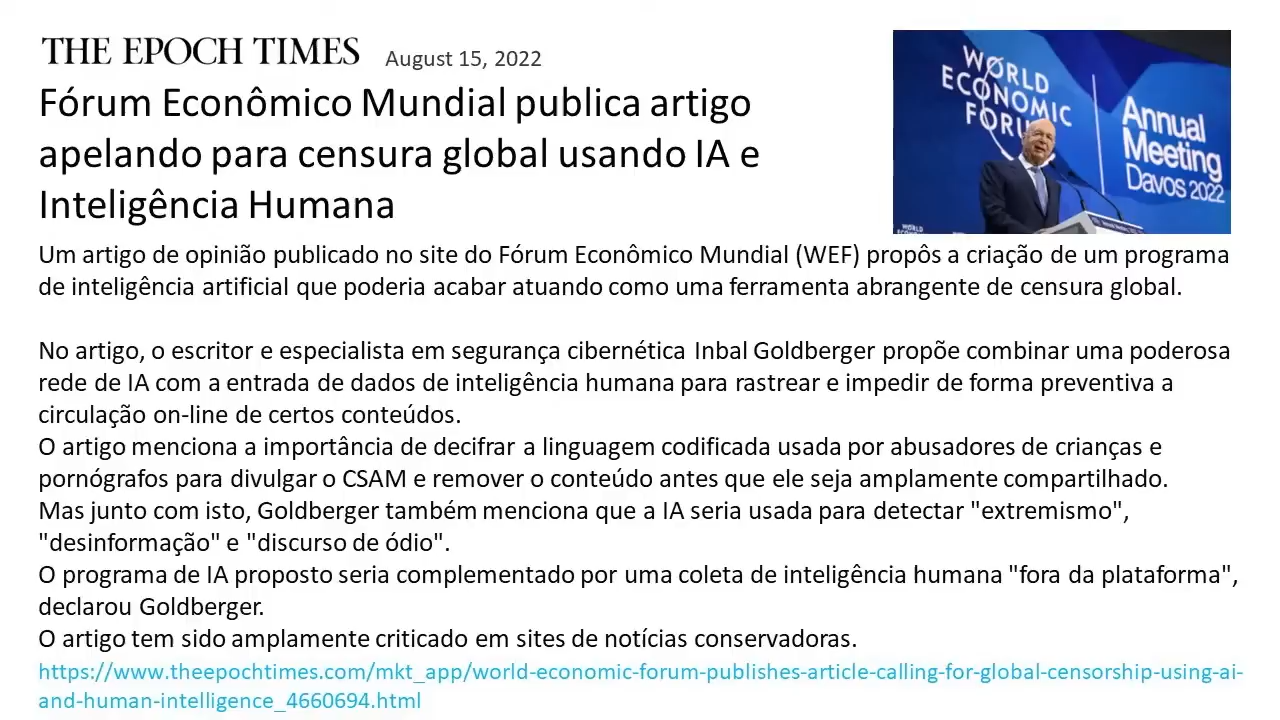 THE EPOCH TIMES August 15, 2022
Fórum Econômico Mundial publica artigo
apelando para censura global usando IA e
Inteligência Humana
WORLD
ECONOMIC
FORU
Annual
Meeting
Davos 2022
WORLD
Um artigo de opinião publicado no site do Fórum Econômico Mundial (WEF) propôs a criação de um programa
de inteligência artificial que poderia acabar atuando como uma ferramenta abrangente de censura global.
No artigo, o escritor e especialista em segurança cibernética Inbal Goldberger propõe combinar uma poderosa
rede de IA com a entrada de dados de inteligência humana para rastrear e impedir de forma preventiva a
circulação on-line de certos conteúdos.
O artigo menciona a importância de decifrar a linguagem codificada usada por abusadores de crianças e
pornógrafos para divulgar o CSAM e remover o conteúdo antes que ele seja amplamente compartilhado.
Mas junto com isto, Goldberger também menciona que a IA seria usada para detectar "extremismo",
"desinformação" e "discurso de ódio".
O programa de IA proposto seria complementado por uma coleta de inteligência humana "fora da plataforma",
declarou Goldberger.
O artigo tem sido amplamente criticado em sites de notícias conservadoras.
https://www.theepochtimes.com/mkt_app/world-economic-forum-publishes-article-calling-for-global-censorship-using-ai-
and-human-intelligence_4660694.html